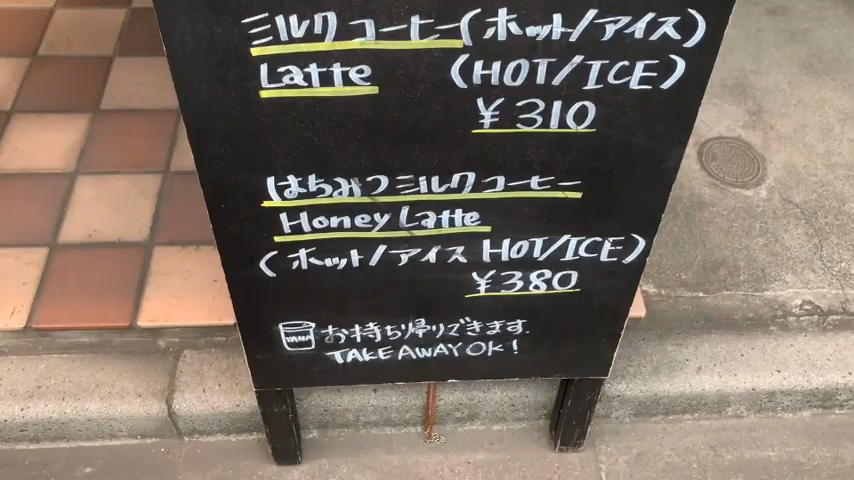 ミルクコーヒー(ホット/アイス)
Latte (HOT/ICE)
¥310
はちみつミルクコーヒー
Honey Latte
(ホット/アイス HOT/ICE)
¥380
YANA お持ち帰りできます.
TAKE AWAY OK!